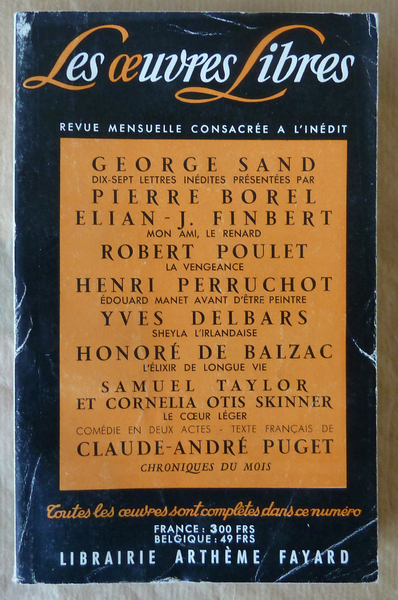 Les œuvres Libres
REVUE MENSUELLE CONSACRÉE A L'INÉDIT
GEORGE SAND
DIX-SEPT LETTRES INÉDITES PRÉSENTÉES PAR
PIERRE BOREL
ELIAN-J. FINBERT
MON AMI, LE RENARD
ROBERT POULET
LA VENGEANCE
HENRI PERRUCHOT
ÉDOUARD MANET AVANT D'ÊTRE PEINTRE
YVES DELBARS
SHEYLA L'IRLANDAISE
HONORÉ DE BALZAC
L'ÉLIXIR DE LONGUE VIE
SAMUEL TAYLOR
ET CORNELIA OTIS SKINNER
LE CŒUR LÉGER
COMÉDIE EN DEUX ACTES - TEXTE FRANÇAIS DE
CLAUDE-ANDRÉ PUGET
CHRONIQUES DU MOIS
Toutes les œuvres sont complètes dans ce numéro
FRANCE : 300 FRS
BELGIQUE : 49 FRS
LIBRAIRIE ARTHÈME FAYARD